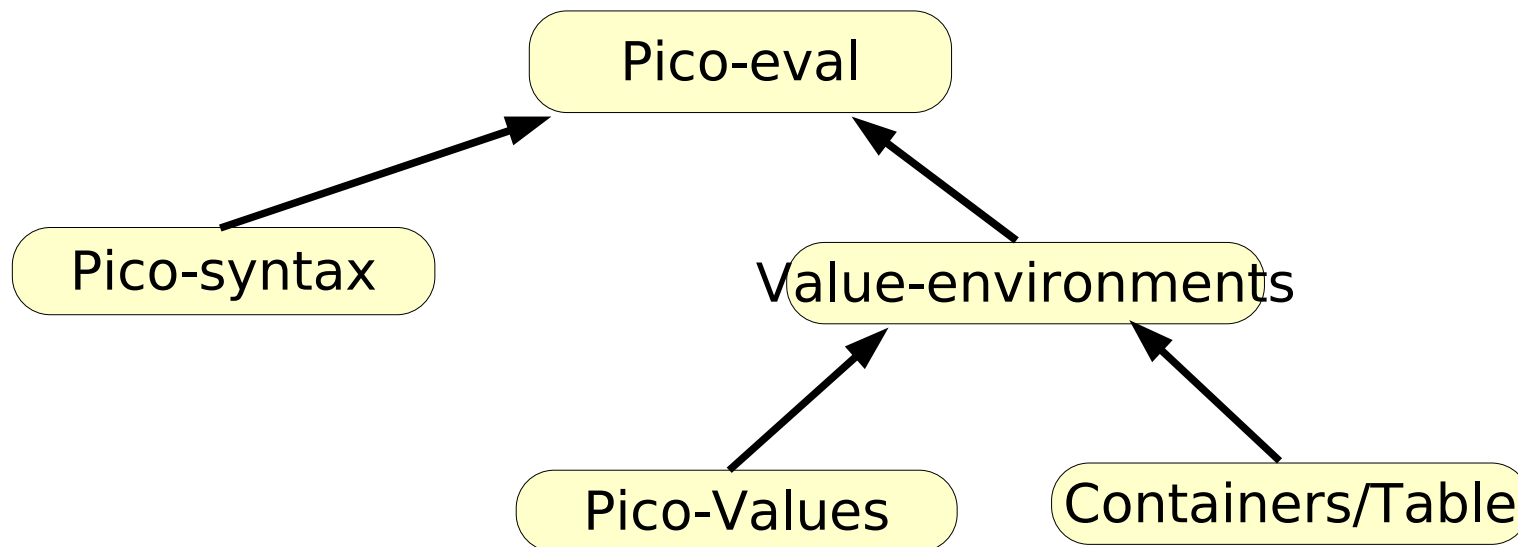 Pico-eval
Pico-syntax
Value-environments
Pico-Values
Containers/Table